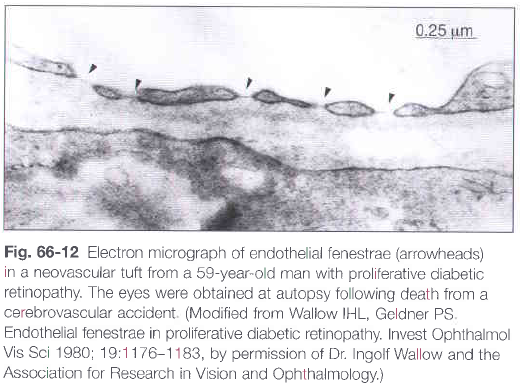 0.25 µm
Fig. 66-12 Electron micrograph of endothelial fenestrae (arrowheads)
in a neovascular tuft from a 59-year-old man with proliferative diabetic
retinopathy. The eyes were obtained at autopsy following death from a
cerebrovascular accident. (Modified from Wallow IHL, Geldner PS.
Endothelial fenestrae in proliferative diabetic retinopathy. Invest Ophthalmol
Vis Sci 1980; 19:1176–1183, by permission of Dr. Ingolf Wallow and the
Association for Research in Vision and Ophthalmology.)